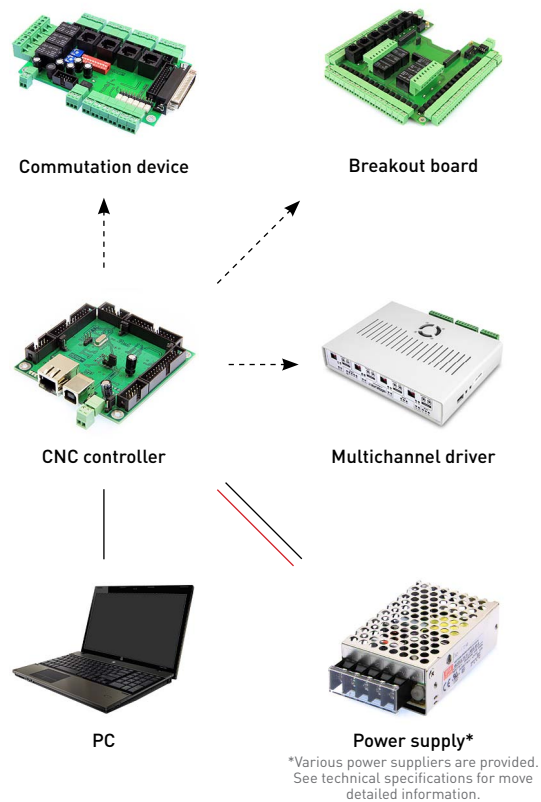 Commutation device
Breakout board
CNC controller
Multichannel driver
PC
Power supply*
*Various power suppliers are provided.
See technical specifications for move
detailed information.